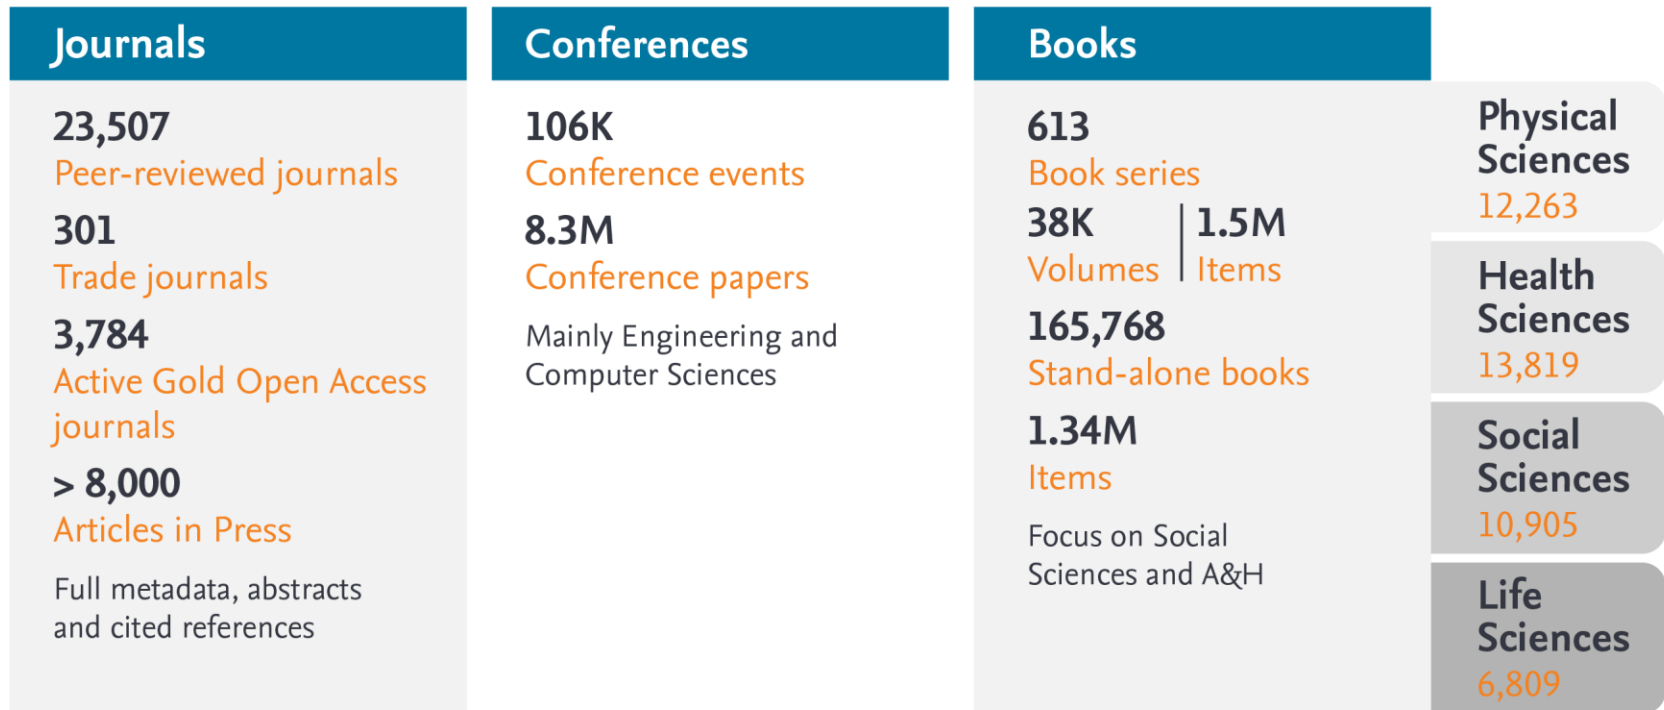 Journals
23,507
Peer-reviewed journals
301
Trade journals
3,784
Active Gold Open Access
journals
> 8,000
Articles in Press
Full metadata, abstracts
and cited references
Conferences
106K
Conference events
8.3M
Conference papers
Mainly Engineering and
Computer Sciences
Books
613
Book series
38K
Volumes
1.5M
Items
165,768
Stand-alone books
1.34M
Items
Focus on Social
Sciences and A&H
Physical
Sciences
12,263
Health
Sciences
13,819
Social
Sciences
10,905
Life
Sciences
6,809